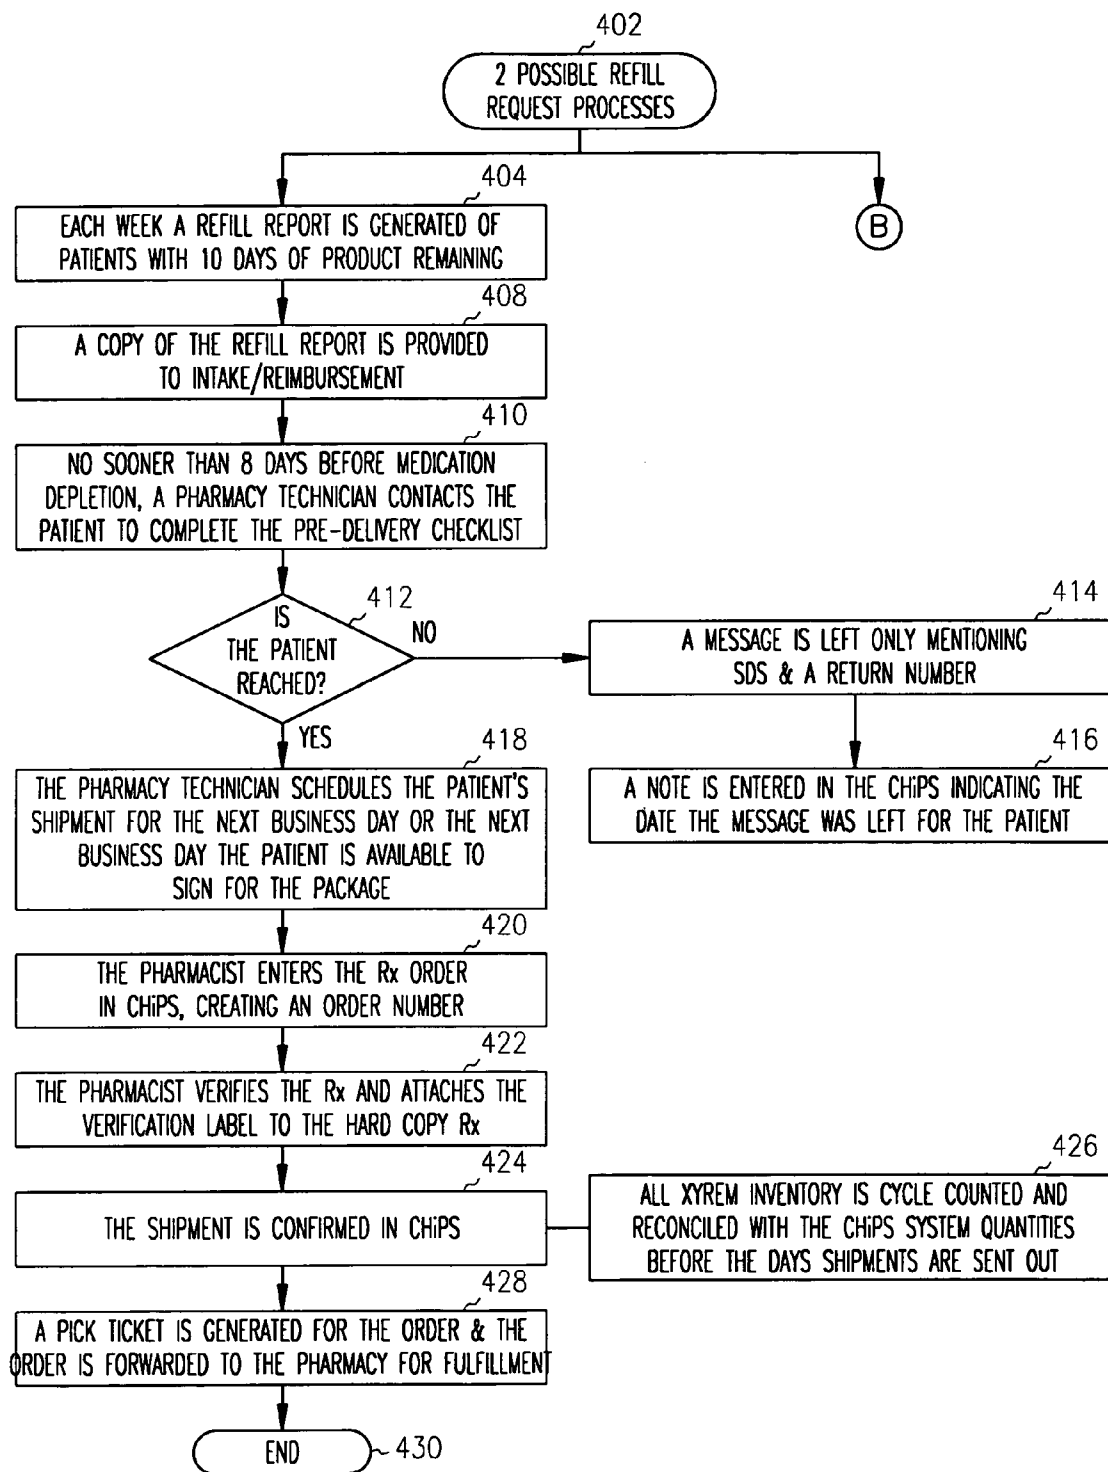 402
2 POSSIBLE REFILL
REQUEST PROCESSES
404
EACH WEEK A REFILL REPORT IS GENERATED OF
PATIENTS WITH 10 DAYS OF PRODUCT REMAINING
B
408
A COPY OF THE REFILL REPORT IS PROVIDED
TO INTAKE/REIMBURSEMENT
410
NO SOONER THAN 8 DAYS BEFORE MEDICATION
DEPLETION, A PHARMACY TECHNICIAN CONTACTS THE
PATIENT TO COMPLETE THE PRE-DELIVERY CHECKLIST
412
IS
THE PATIENT
REACHED?
NO
414
A MESSAGE IS LEFT ONLY MENTIONING
SDS & A RETURN NUMBER
416
A NOTE IS ENTERED IN THE CHiPS INDICATING THE
DATE THE MESSAGE WAS LEFT FOR THE PATIENT
YES
418
THE PHARMACY TECHNICIAN SCHEDULES THE PATIENT'S
SHIPMENT FOR THE NEXT BUSINESS DAY OR THE NEXT
BUSINESS DAY THE PATIENT IS AVAILABLE TO
SIGN FOR THE PACKAGE
420
THE PHARMACIST ENTERS THE Rx ORDER
IN CHiPS, CREATING AN ORDER NUMBER
422
THE PHARMACIST VERIFIES THE Rx AND ATTACHES THE
VERIFICATION LABEL TO THE HARD COPY Rx
424
THE SHIPMENT IS CONFIRMED IN CHiPS
426
ALL XYREM INVENTORY IS CYCLE COUNTED AND
RECONCILED WITH THE CHiPS SYSTEM QUANTITIES
BEFORE THE DAYS SHIPMENTS ARE SENT OUT
428
A PICK TICKET IS GENERATED FOR THE ORDER & THE
ORDER IS FORWARDED TO THE PHARMACY FOR FULFILLMENT
END
430